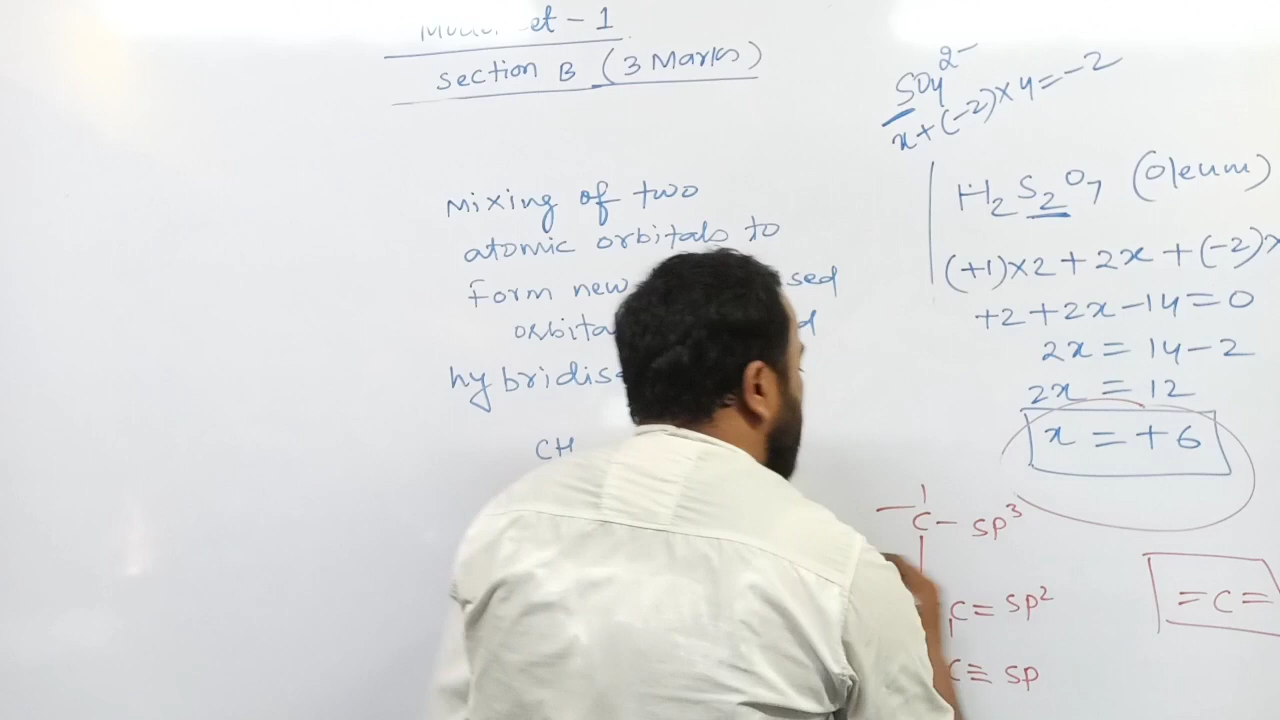 et - 1
Section B (3 Marks)
Mixing of two
atomic orbitals to
form new sed
orbita d
hybridis
CH
SO₄²⁻
x + (-2) × 4 = -2
H₂S₂O₇ (Oleum)
(+1)×2 + 2x + (-2)×
+2 + 2x - 14 = 0
2x = 14 - 2
2x = 12
x = +6
- C - sp³
C = sp²
C ≡ sp
= C =